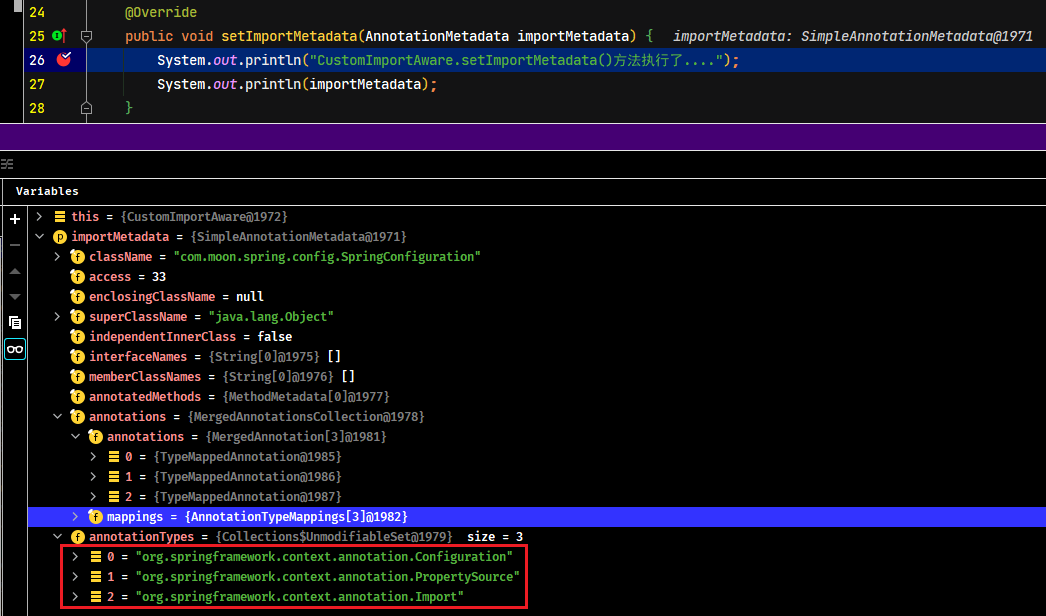 24 @Override
25 public void setImportMetadata(AnnotationMetadata importMetadata) { importMetadata: SimpleAnnotationMetadata@1971
26 System.out.println("CustomImportAware.setImportMetadata()方法执行了....");
27 System.out.println(importMetadata);
28 }
Variables
this = {CustomImportAware@1972}
importMetadata = {SimpleAnnotationMetadata@1971}
className = "com.moon.spring.config.SpringConfiguration"
access = 33
enclosingClassName = null
superClassName = "java.lang.Object"
independentInnerClass = false
interfaceNames = {String[0]@1975} []
memberClassNames = {String[0]@1976} []
annotatedMethods = {MethodMetadata[0]@1977}
annotations = {MergedAnnotationsCollection@1978}
annotations = {MergedAnnotation[3]@1981}
0 = {TypeMappedAnnotation@1985}
1 = {TypeMappedAnnotation@1986}
2 = {TypeMappedAnnotation@1987}
mappings = {AnnotationTypeMappings[3]@1982}
annotationTypes = {Collections$UnmodifiableSet@1979} size = 3
0 = "org.springframework.context.annotation.Configuration"
1 = "org.springframework.context.annotation.PropertySource"
2 = "org.springframework.context.annotation.Import"